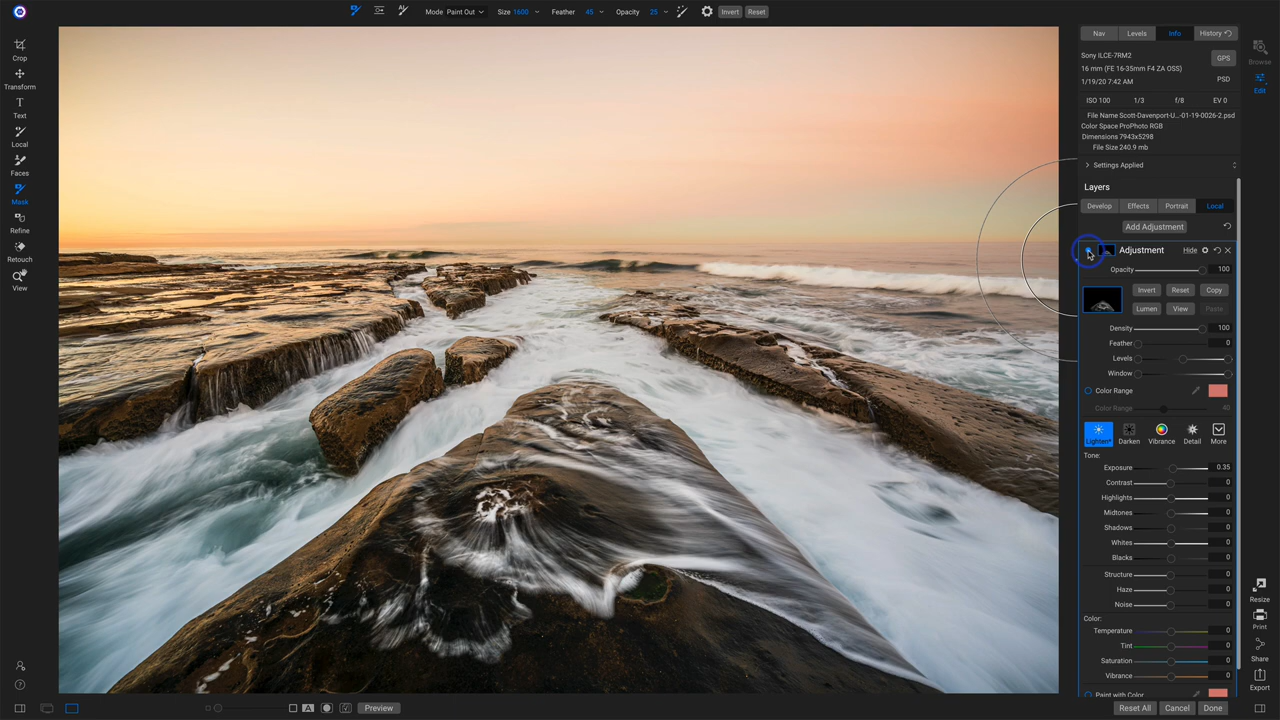 Mode Paint Out Size 1600 Feather 45 Opacity 25 Invert Reset
Crop
Transform
Text
Local
Faces
Mask
Refine
Retouch
View
Nav Levels Info History
Sony ILCE-7RM2 GPS
16 mm (FE 16-35mm F4 ZA OSS)
1/19/20 7:42 AM PSD
ISO 100 1/3 f/8 EV 0
File Name Scott-Davenport-U...-01-19-0026-2.psd
Color Space ProPhoto RGB
Dimensions 7943x5298
File Size 240.9 mb
Settings Applied
Layers
Develop Effects Portrait Local
Add Adjustment
Adjustment Hide
Opacity 100
Invert Reset Copy
Lumen View Paste
Density 100
Feather 0
Levels
Window
Color Range
Color Range 40
Lighten* Darken Vibrance Detail More
Tone:
Exposure 0.35
Contrast 0
Highlights 0
Midtones 0
Shadows 0
Whites 0
Blacks 0
Structure 0
Haze 0
Noise 0
Color:
Temperature 0
Tint 0
Saturation 0
Vibrance 0
Paint with Color
Reset All Cancel Done
Browse
Edit
Resize
Print
Share
Export
A Preview